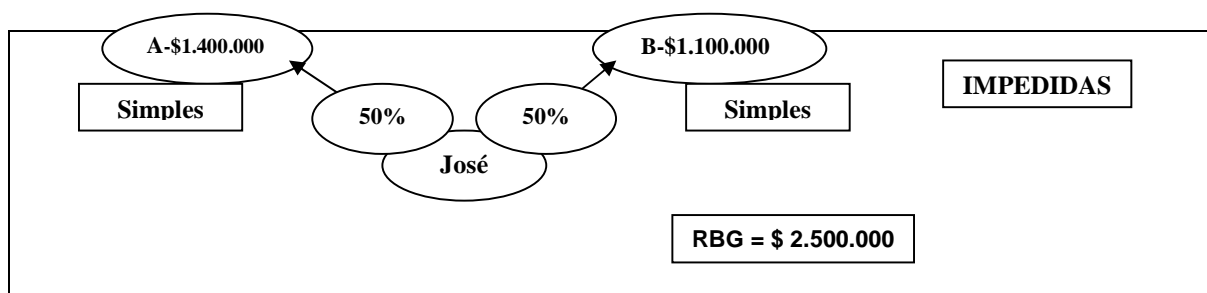 A-$1.400.000
B-$1.100.000
IMPEDIDAS
Simples
50%
50%
Simples
José
RBG = $ 2.500.000